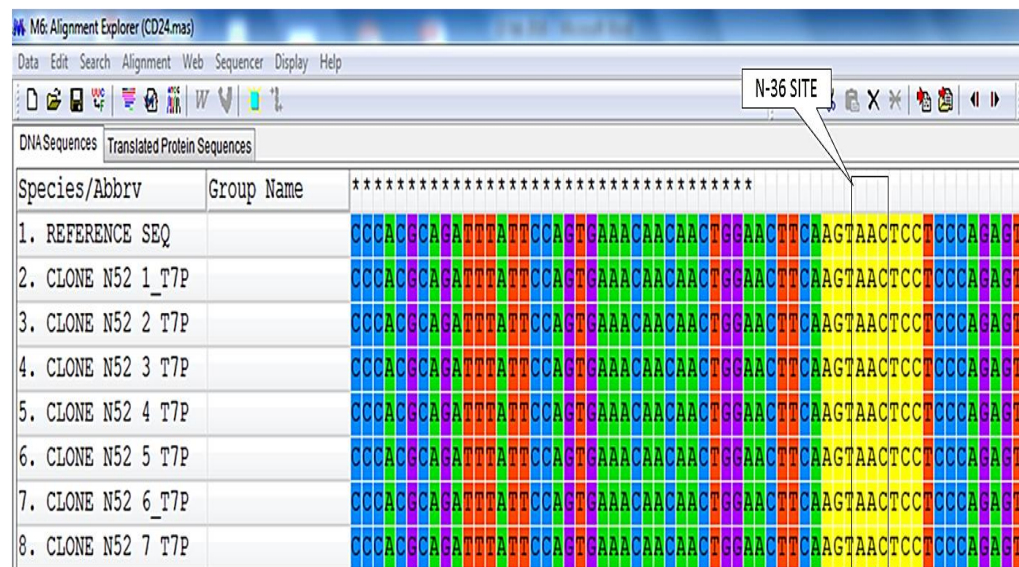 M6: Alignment Explorer (CD24.mas)
Data Edit Search Alignment Web Sequencer Display Help
N-36 SITE
W
DNA Sequences Translated Protein Sequences
Species/Abbrv Group Name ************************************
1. REFERENCE SEQ CCCACGCAGATTTATTCCAGTGAAACAACAACTGGAACTTCAAGTAACTCCTCCCAGAGT
2. CLONE N52 1_T7P CCCACGCAGATTTATTCCAGTGAAACAACAACTGGAACTTCAAGTAACTCCTCCCAGAGT
3. CLONE N52 2 T7P CCCACGCAGATTTATTCCAGTGAAACAACAACTGGAACTTCAAGTAACTCCTCCCAGAGT
4. CLONE N52 3 T7P CCCACGCAGATTTATTCCAGTGAAACAACAACTGGAACTTCAAGTAACTCCTCCCAGAGT
5. CLONE N52 4 T7P CCCACGCAGATTTATTCCAGTGAAACAACAACTGGAACTTCAAGTAACTCCTCCCAGAGT
6. CLONE N52 5 T7P CCCACGCAGATTTATTCCAGTGAAACAACAACTGGAACTTCAAGTAACTCCTCCCAGAGT
7. CLONE N52 6_T7P CCCACGCAGATTTATTCCAGTGAAACAACAACTGGAACTTCAAGTAACTCCTCCCAGAGT
8. CLONE N52 7 T7P CCCACGCAGATTTATTCCAGTGAAACAACAACTGGAACTTCAAGTAACTCCTCCCAGAGT